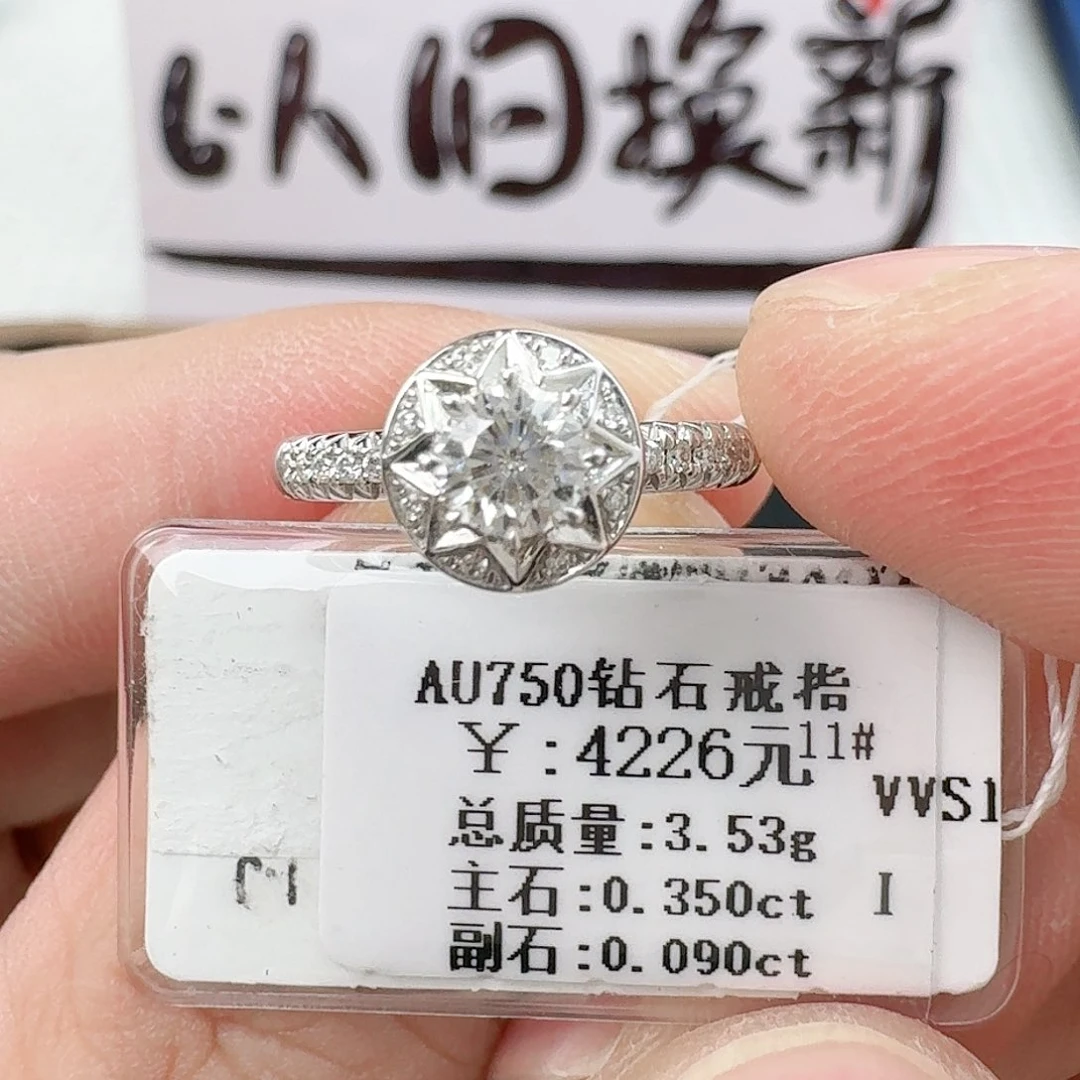 以旧换新
AU750钻石戒指
￥:4226元11#
VVS1
总质量:3.53g
主石:0.350ct I
副石:0.090ct